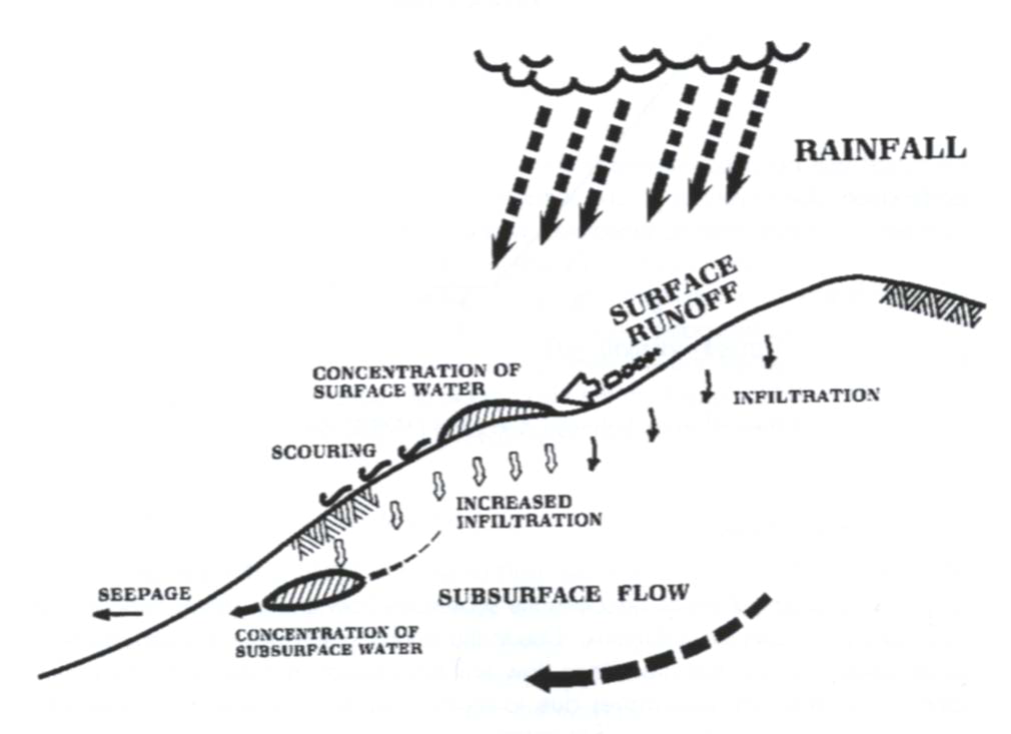 RAINFALL
SURFACE
RUNOFF
CONCENTRATION OF
SURFACE WATER
INFILTRATION
SCOURING
INCREASED
INFILTRATION
SEEPAGE
SUBSURFACE FLOW
CONCENTRATION OF
SUBSURFACE WATER